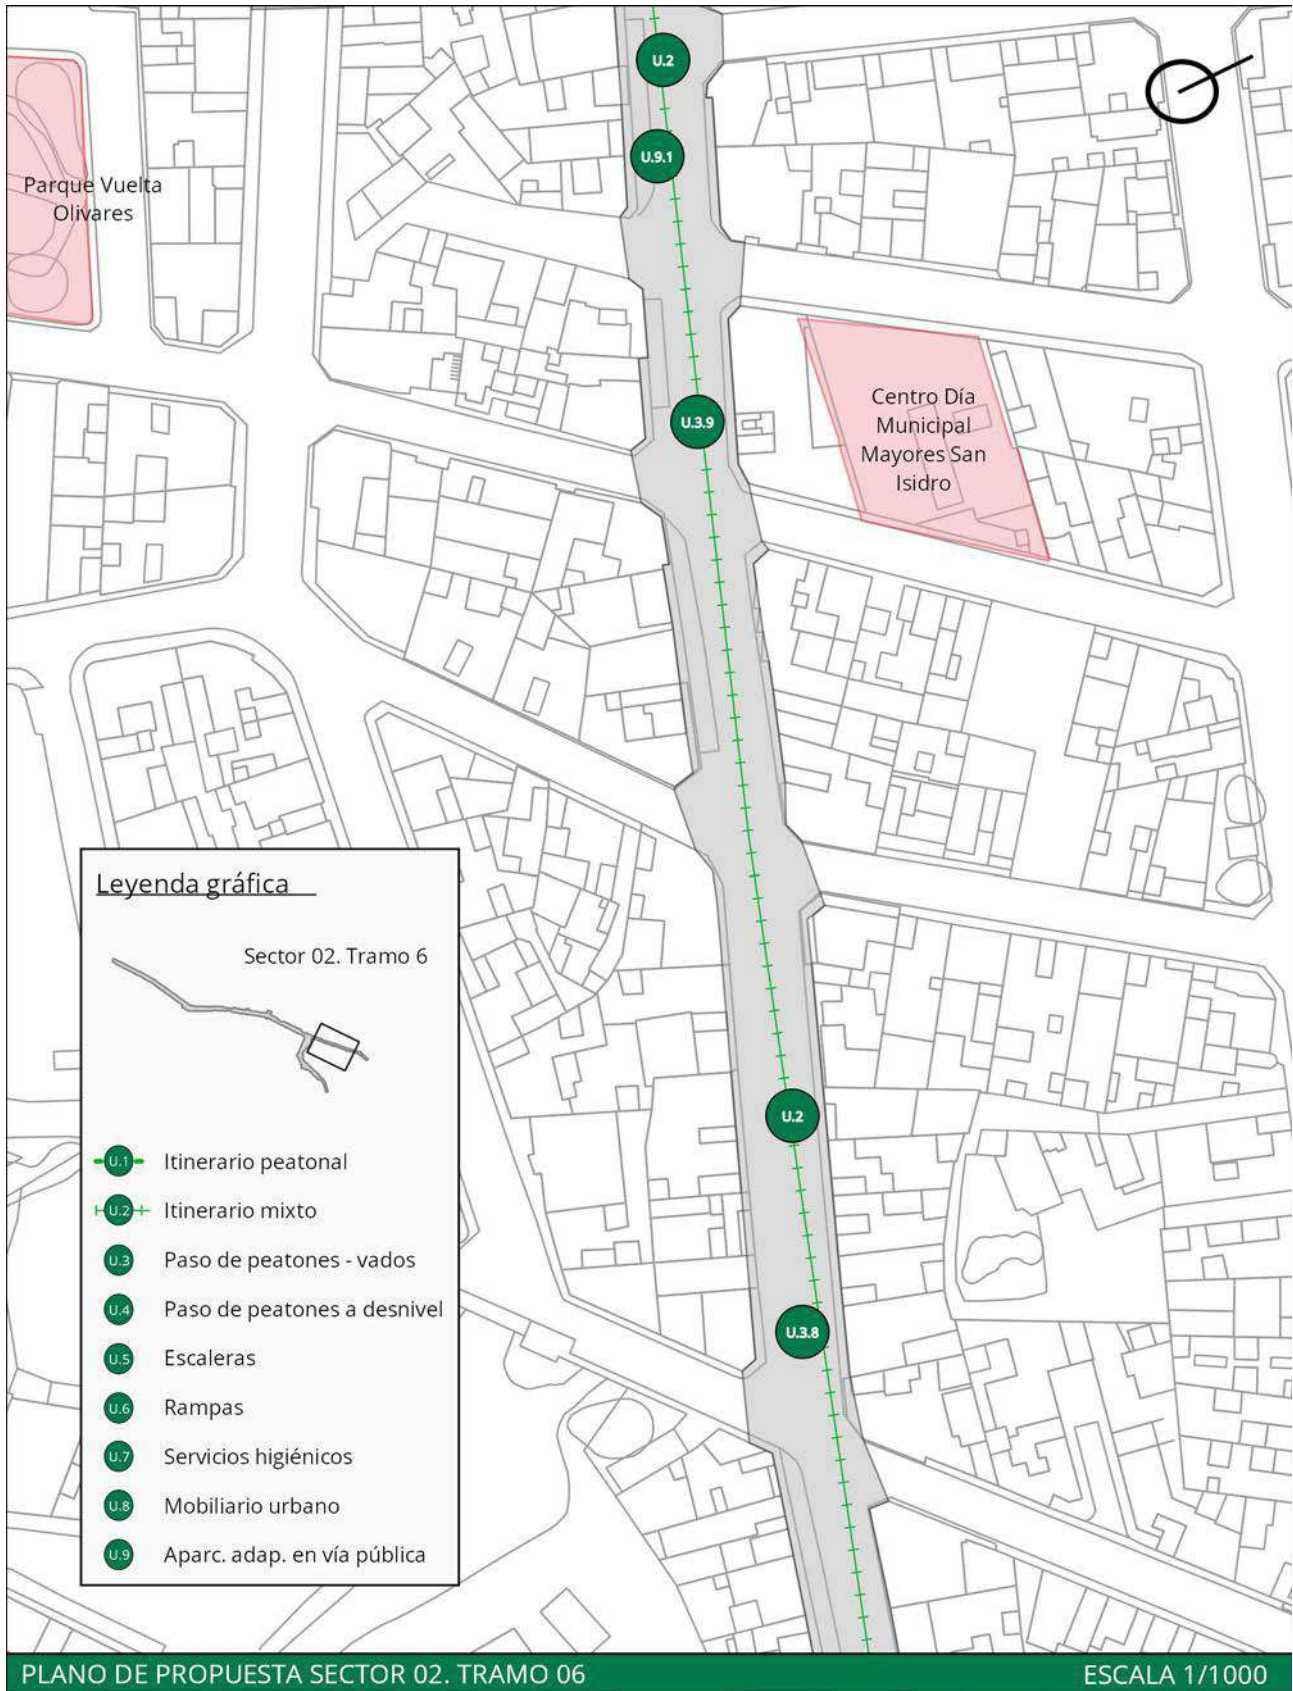 U.2
U.9.1
Parque Vuelta
Olivares
U.3.9
Centro Día
Municipal
Mayores San
Isidro
Leyenda gráfica
Sector 02. Tramo 6
U.1 Itinerario peatonal
U.2 Itinerario mixto
U.3 Paso de peatones - vados
U.4 Paso de peatones a desnivel
U.5 Escaleras
U.6 Rampas
U.7 Servicios higiénicos
U.8 Mobiliario urbano
U.9 Aparc. adap. en vía pública
U.2
U.3.8
PLANO DE PROPUESTA SECTOR 02. TRAMO 06
ESCALA 1/1000